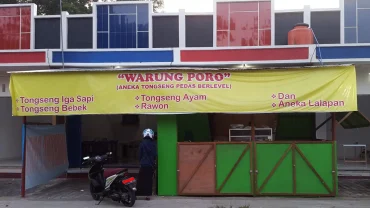 "WARUNG PORO"
(ANEKA TONGSENG PEDAS BERLEVEL)
• Tongseng Iga Sapi • Tongseng Ayam • Dan
• Tongseng Bebek • Rawon • Aneka Lalapan